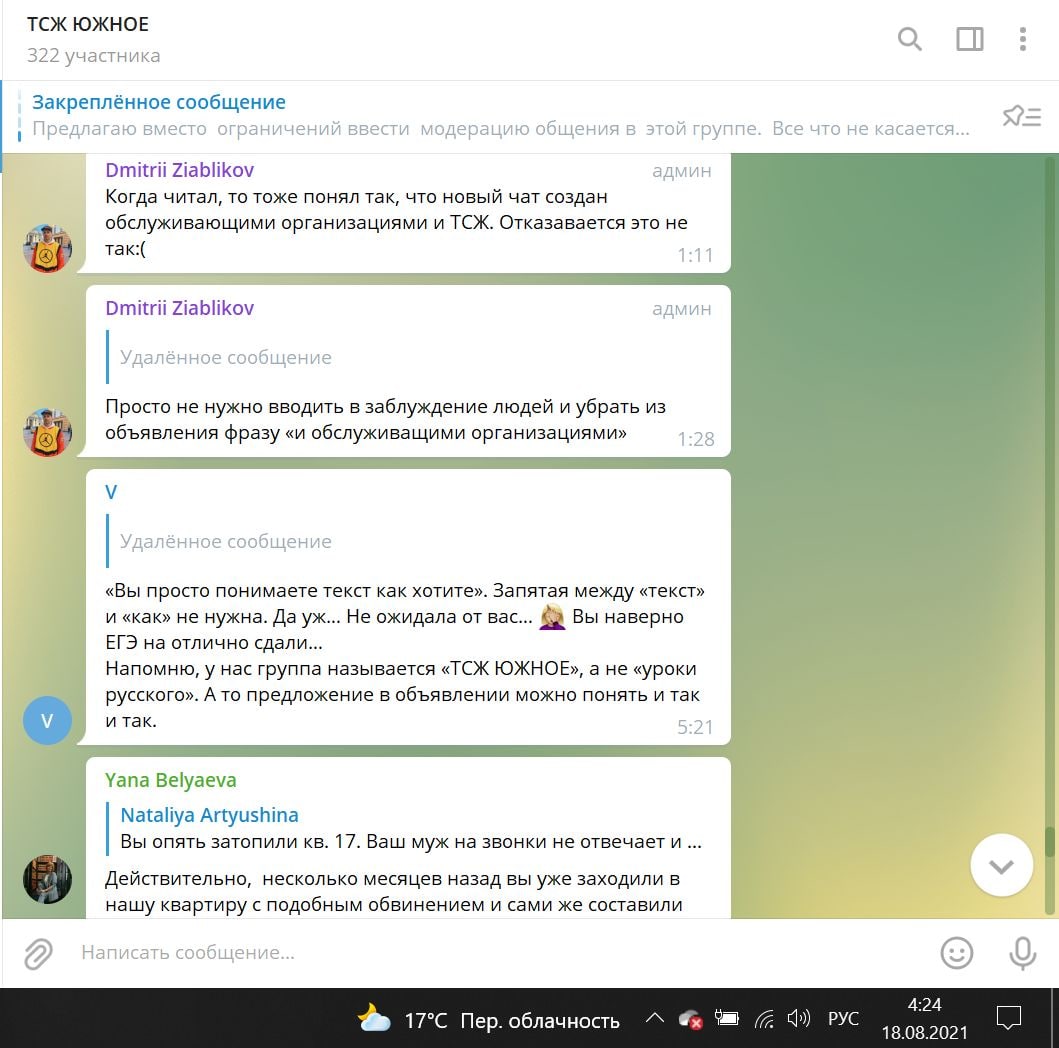 ТСЖ ЮЖНОЕ
322 участника
Закреплённое сообщение
Предлагаю вместо ограничений ввести модерацию общения в этой группе. Все что не касается...
Dmitrii Ziablikov админ
Когда читал, то тоже понял так, что новый чат создан
обслуживающими организациями и ТСЖ. Отказавается это не
так:(
1:11
Dmitrii Ziablikov админ
Удалённое сообщение
Просто не нужно вводить в заблуждение людей и убрать из
объявления фразу «и обслуживащими организациями»
1:28
V
Удалённое сообщение
«Вы просто понимаете текст как хотите». Запятая между «текст»
и «как» не нужна. Да уж... Не ожидала от вас... 🤦🏼‍♀️ Вы наверно
ЕГЭ на отлично сдали...
Напомню, у нас группа называется «ТСЖ ЮЖНОЕ», а не «уроки
русского». А то предложение в объявлении можно понять и так
и так.
V
5:21
Yana Belyaeva
Nataliya Artyushina
Вы опять затопили кв. 17. Ваш муж на звонки не отвечает и ...
Действительно, несколько месяцев назад вы уже заходили в
нашу квартиру с подобным обвинением и сами же составили
Написать сообщение...
17°C Пер. облачность
РУС
4:24
18.08.2021